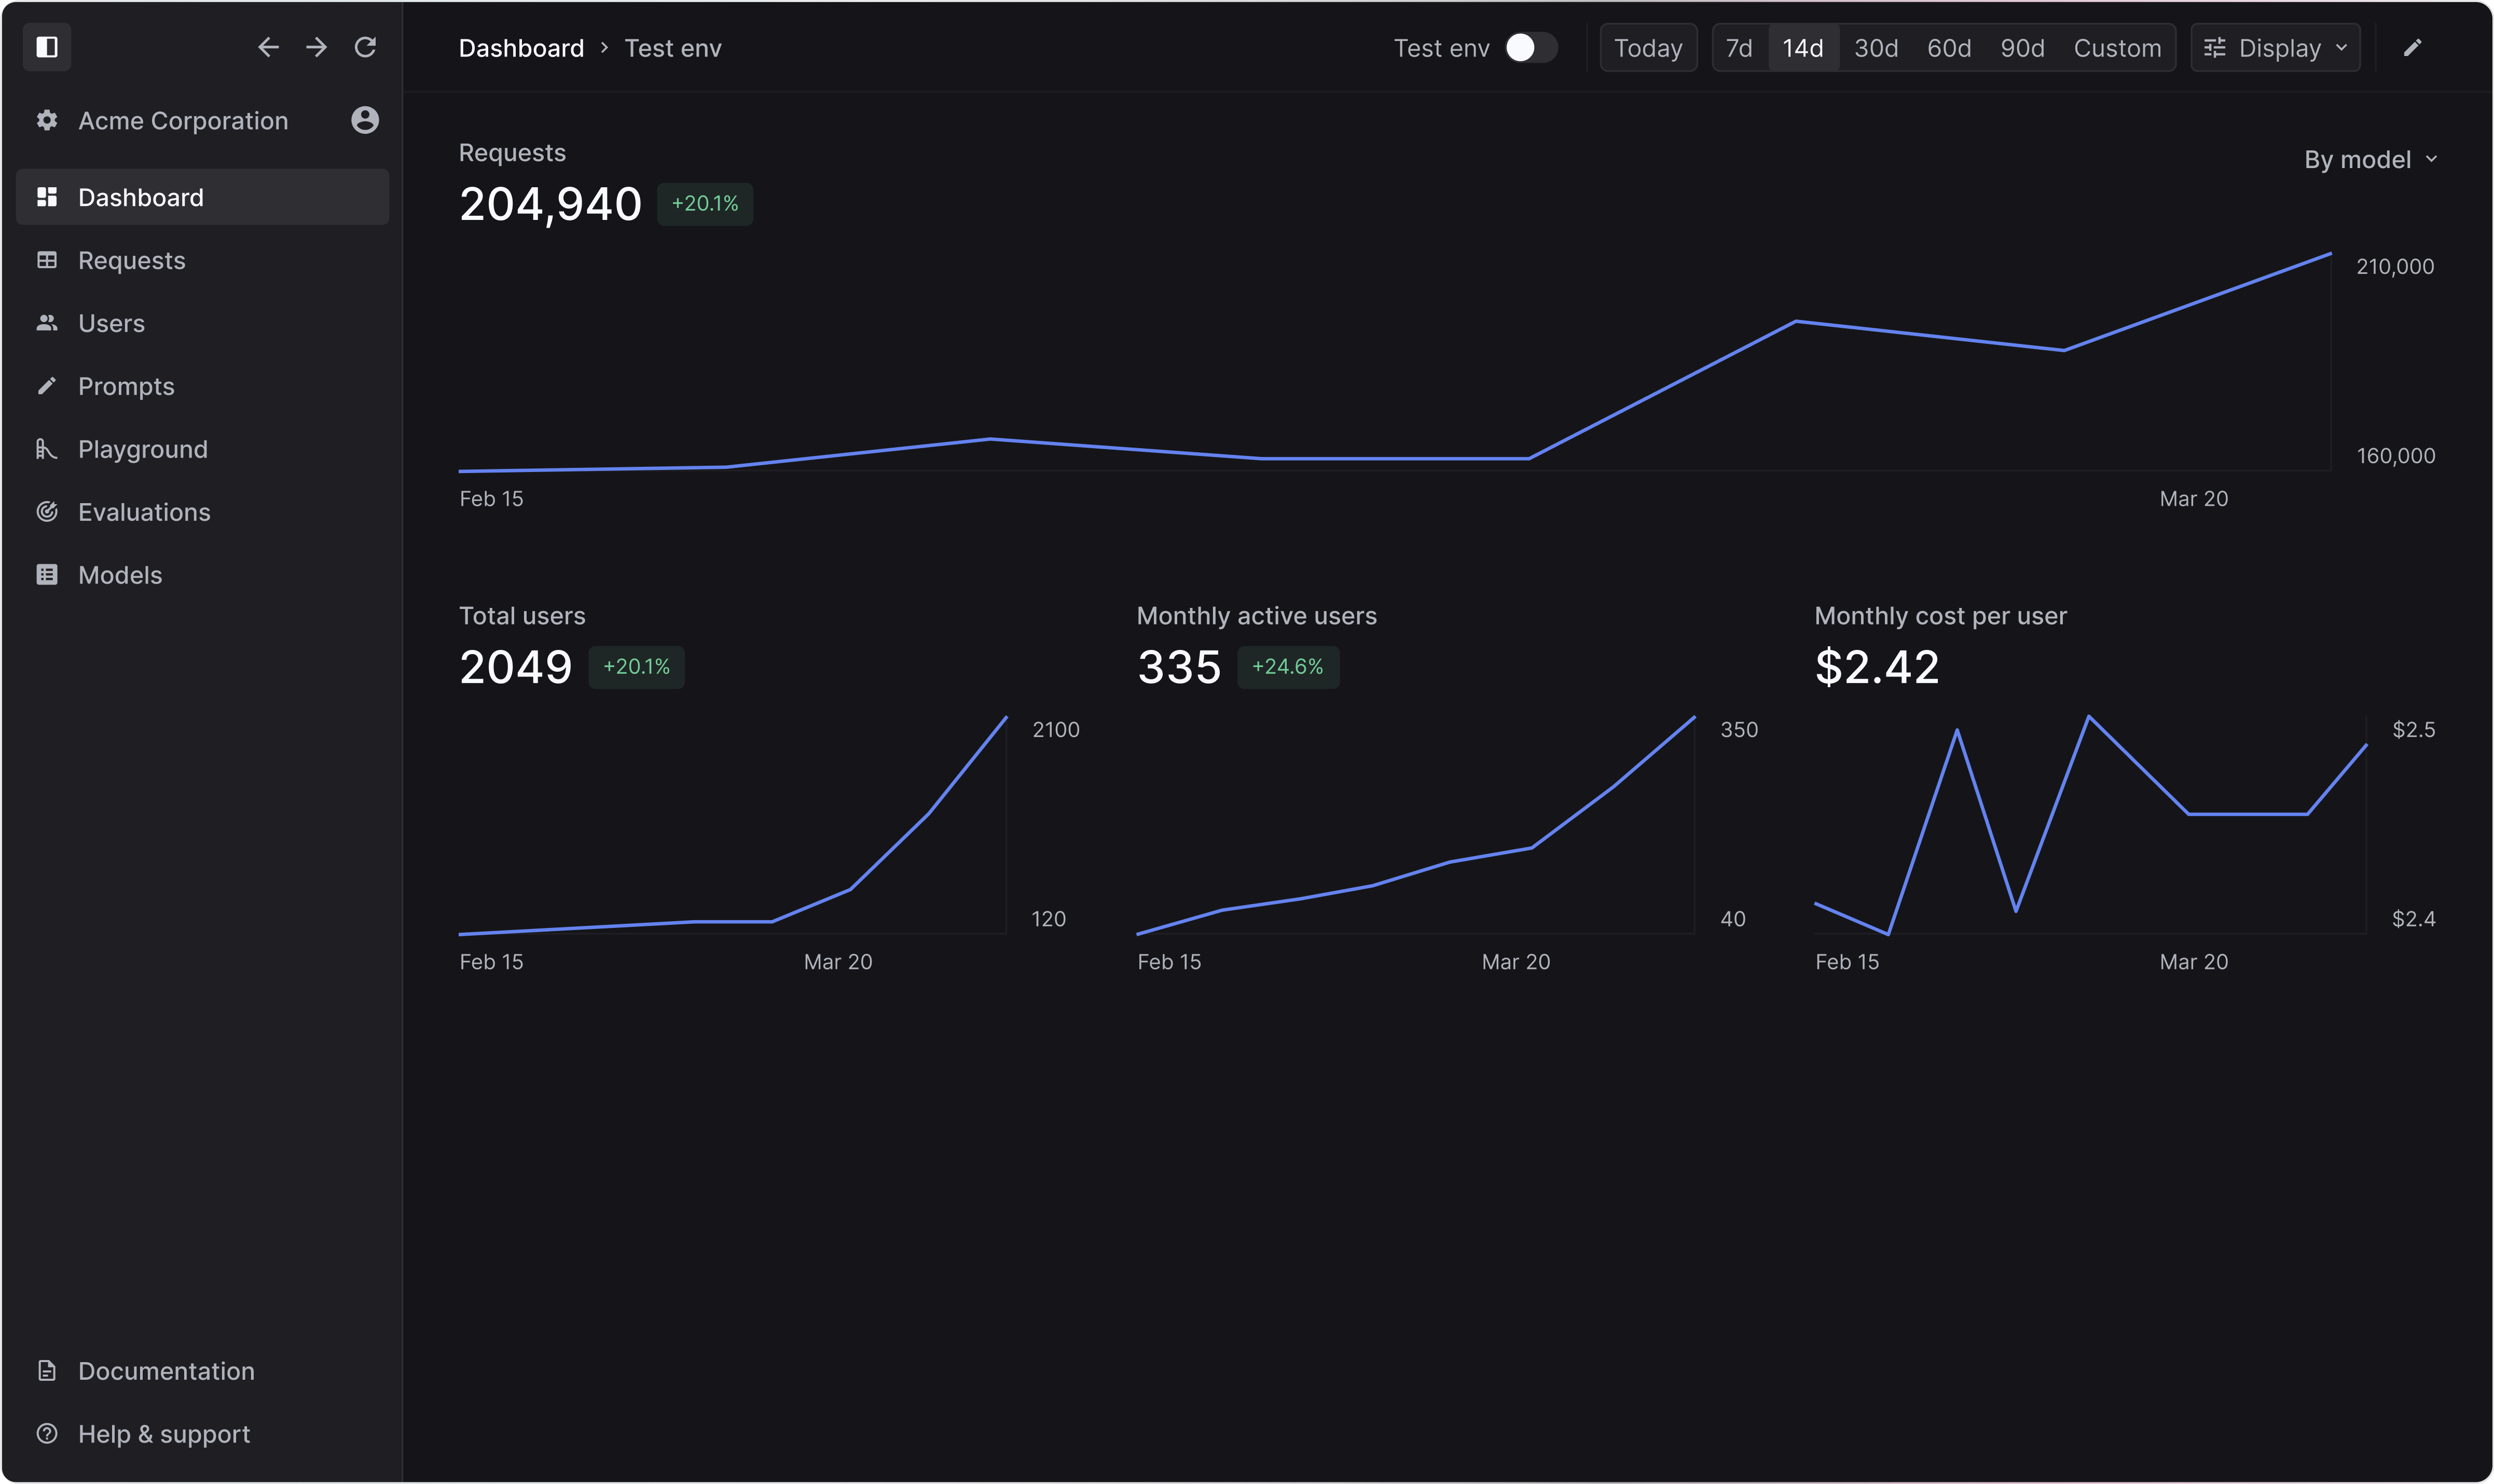 Dashboard > Test env
Test env
Today
7d 14d 30d 60d 90d Custom
Display
Acme Corporation
Dashboard
Requests
Users
Prompts
Playground
Evaluations
Models
Documentation
Help & support
Requests
204,940 +20.1%
By model
210,000
160,000
Feb 15 Mar 20
Total users
2049 +20.1%
2100
120
Feb 15 Mar 20
Monthly active users
335 +24.6%
350
40
Feb 15 Mar 20
Monthly cost per user
$2.42
$2.5
$2.4
Feb 15 Mar 20